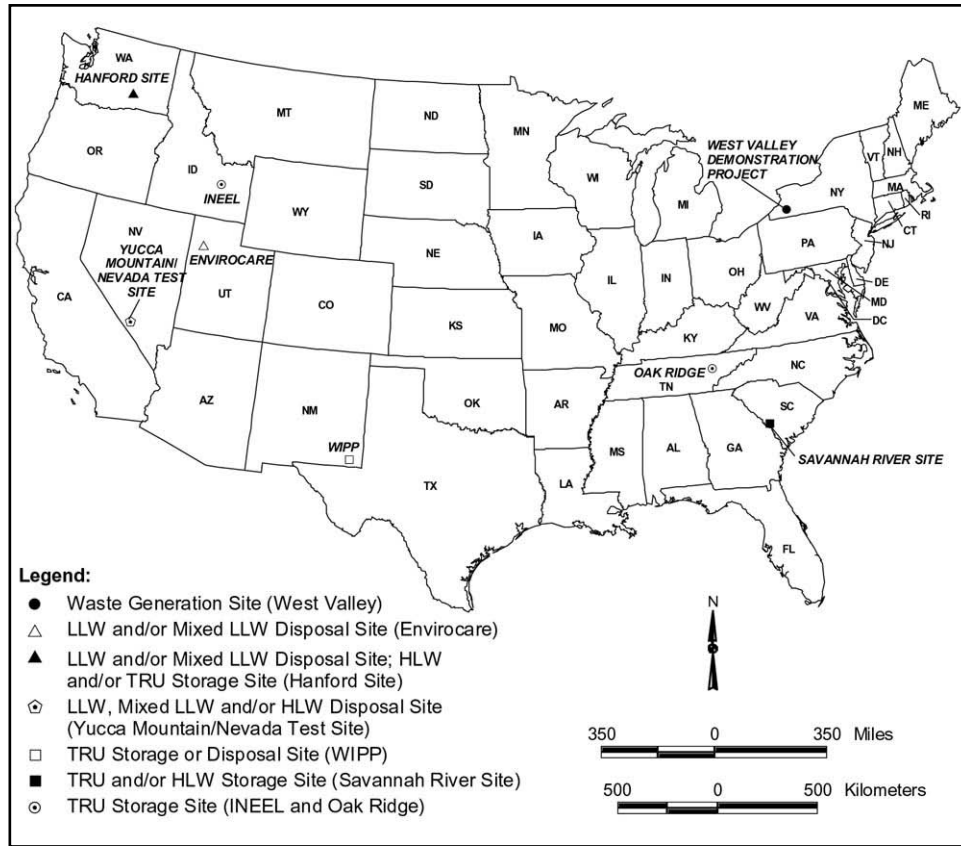 WA
HANFORD SITE
MT
ND
MN
ME
OR
ID
INEEL
SD
WI
MI
WEST VALLEY
DEMONSTRATION
PROJECT
VT
NH
NY
MA
RI
CT
WY
NV
YUCCA
MOUNTAIN/
NEVADA TEST
SITE
ENVIROCARE
NE
IA
PA
NJ
CA
UT
CO
KS
MO
IL
IN
OH
WV
VA
DE
MD
DC
KY
OAK RIDGE
TN
NC
AZ
NM
WIPP
OK
AR
SC
SAVANNAH RIVER SITE
TX
LA
MS
AL
GA
FL
Legend:
Waste Generation Site (West Valley)
LLW and/or Mixed LLW Disposal Site (Envirocare)
LLW and/or Mixed LLW Disposal Site; HLW
and/or TRU Storage Site (Hanford Site)
LLW, Mixed LLW and/or HLW Disposal Site
(Yucca Mountain/Nevada Test Site)
TRU Storage or Disposal Site (WIPP)
TRU and/or HLW Storage Site (Savannah River Site)
TRU Storage Site (INEEL and Oak Ridge)
N
350 0 350 Miles
500 0 500 Kilometers